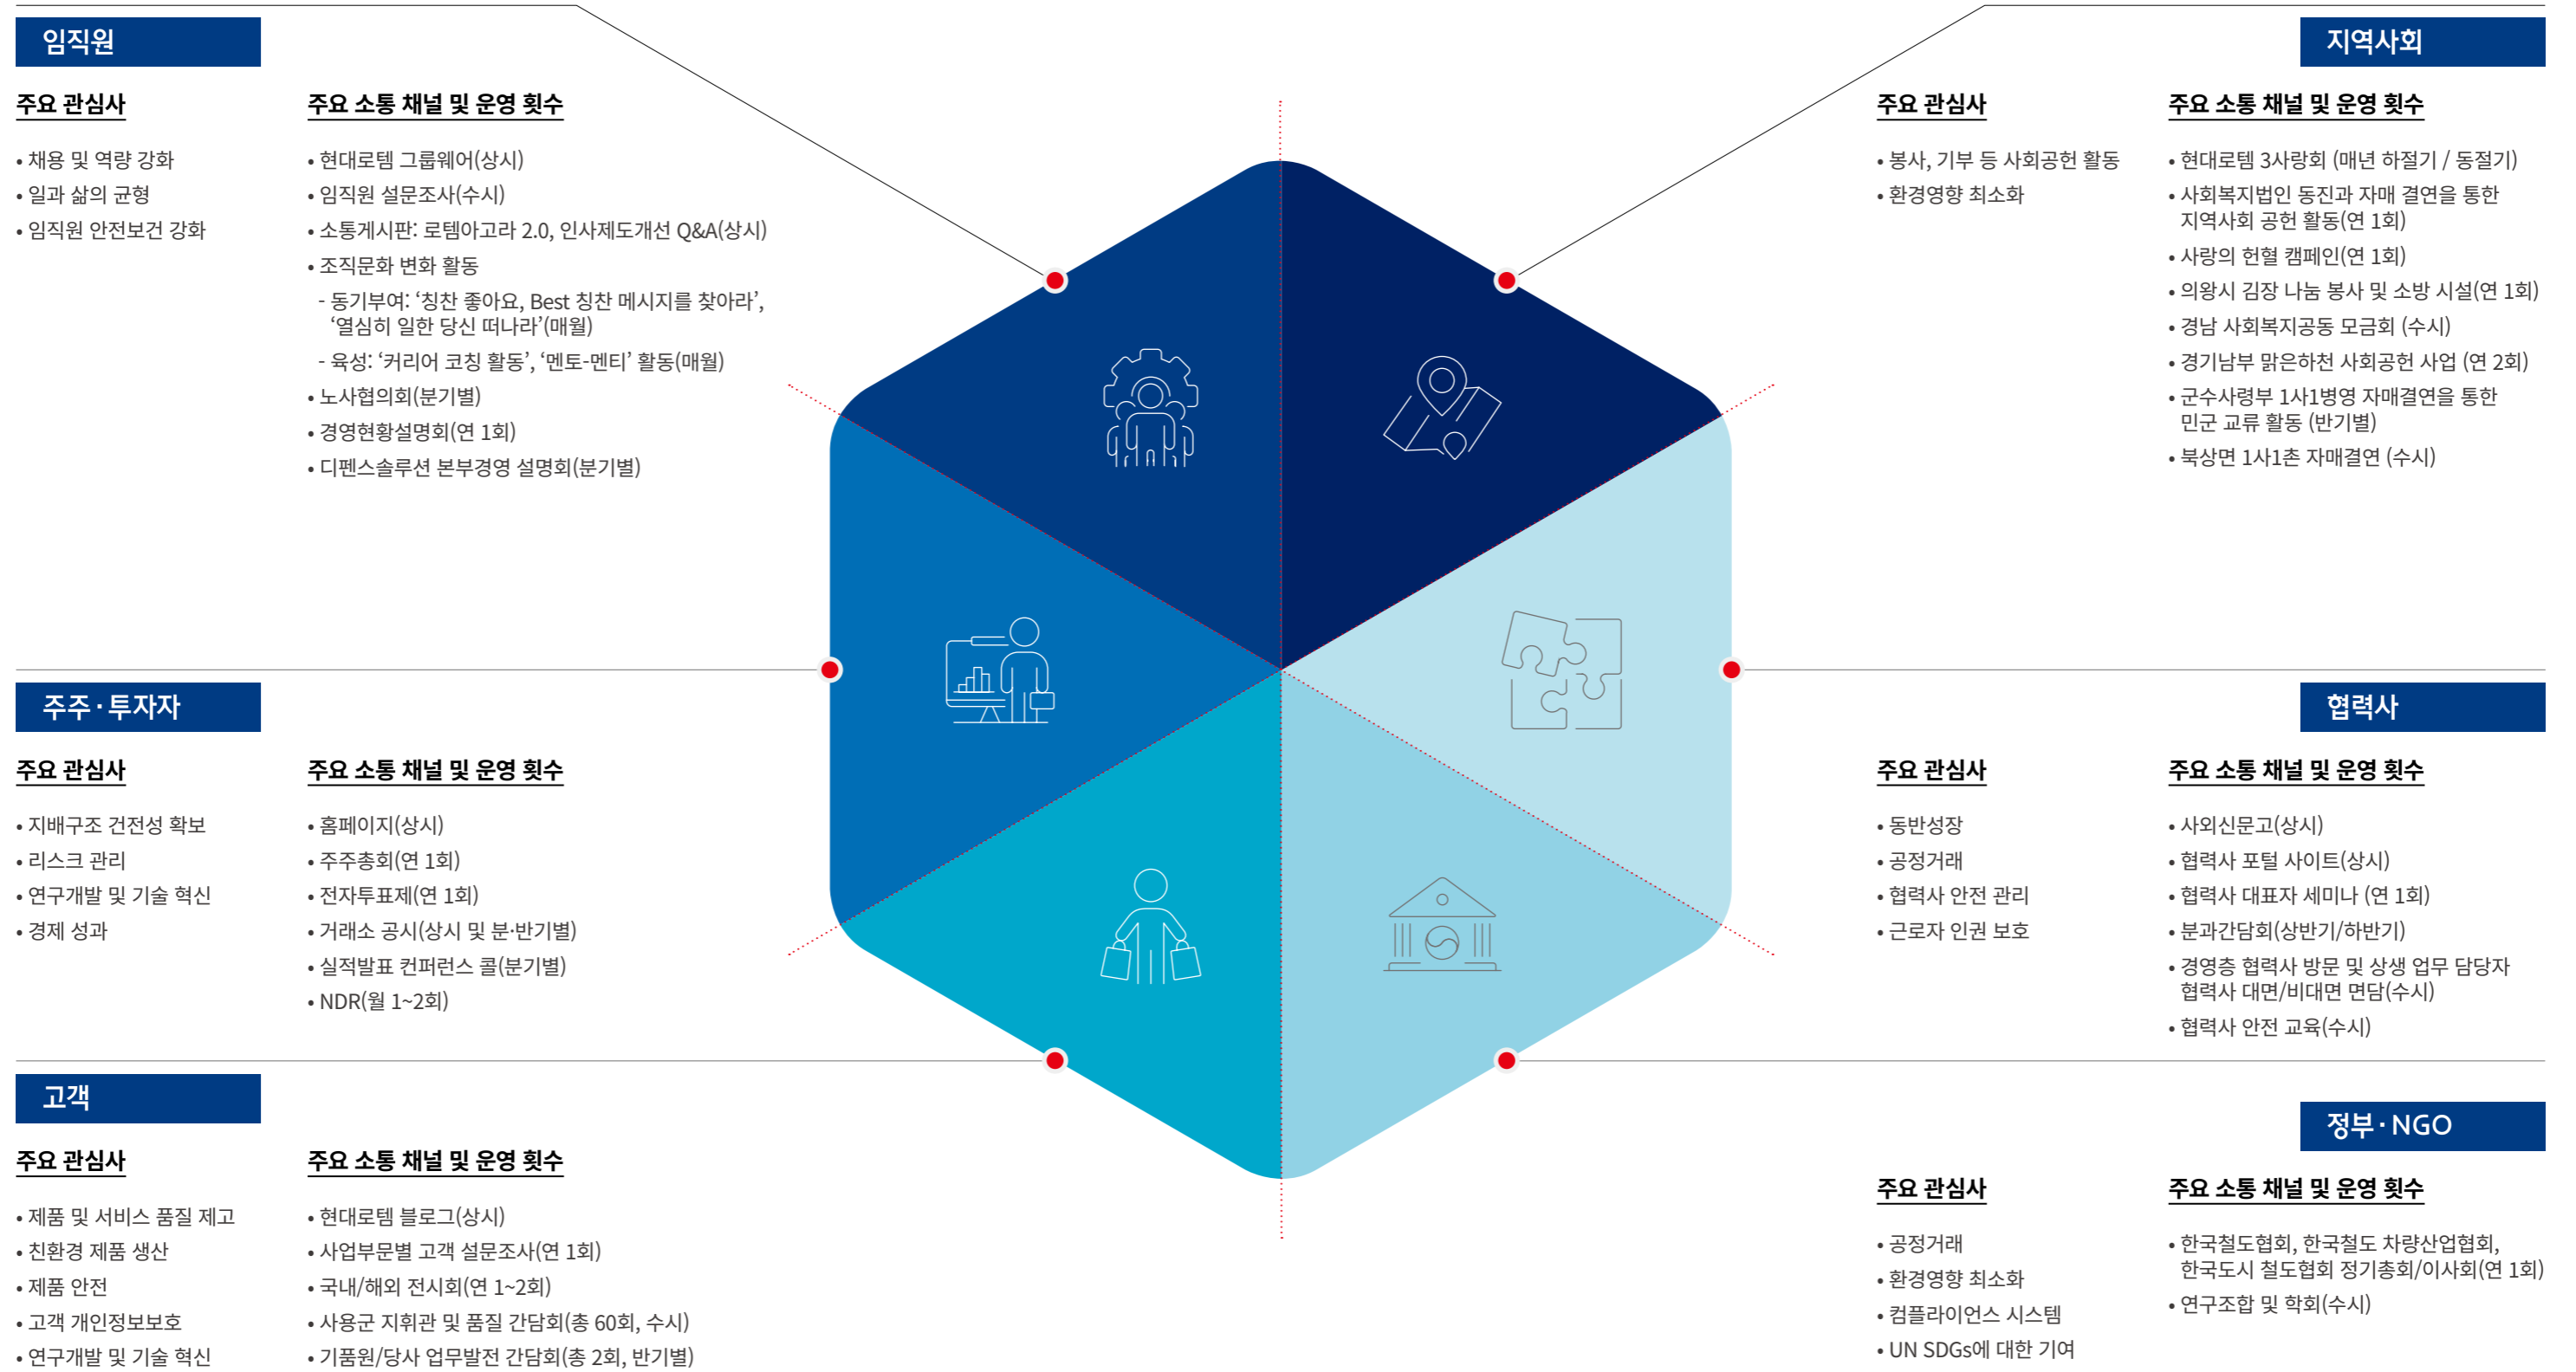 임직원
주요 관심사
• 채용 및 역량 강화
• 일과 삶의 균형
• 임직원 안전보건 강화
주요 소통 채널 및 운영 횟수
• 현대로템 그룹웨어(상시)
• 임직원 설문조사(수시)
• 소통게시판: 로템아고라 2.0, 인사제도개선 Q&A(상시)
• 조직문화 변화 활동
- 동기부여: ‘칭찬 좋아요, Best 칭찬 메시지를 찾아라’,
‘열심히 일한 당신 떠나라’(매월)
- 육성: ‘커리어 코칭 활동’, ‘멘토-멘티’ 활동(매월)
• 노사협의회(분기별)
• 경영현황설명회(연 1회)
• 디펜스솔루션 본부경영 설명회(분기별)
지역사회
주요 관심사
• 봉사, 기부 등 사회공헌 활동
• 환경영향 최소화
주요 소통 채널 및 운영 횟수
• 현대로템 3사랑회 (매년 하절기 / 동절기)
• 사회복지법인 동진과 자매 결연을 통한
지역사회 공헌 활동(연 1회)
• 사랑의 헌혈 캠페인(연 1회)
• 의왕시 김장 나눔 봉사 및 소방 시설(연 1회)
• 경남 사회복지공동 모금회 (수시)
• 경기남부 맑은하천 사회공헌 사업 (연 2회)
• 군수사령부 1사1병영 자매결연을 통한
민군 교류 활동 (반기별)
• 북상면 1사1촌 자매결연 (수시)
주주 · 투자자
주요 관심사
• 지배구조 건전성 확보
• 리스크 관리
• 연구개발 및 기술 혁신
• 경제 성과
주요 소통 채널 및 운영 횟수
• 홈페이지(상시)
• 주주총회(연 1회)
• 전자투표제(연 1회)
• 거래소 공시(상시 및 분·반기별)
• 실적발표 컨퍼런스 콜(분기별)
• NDR(월 1~2회)
협력사
주요 관심사
• 동반성장
• 공정거래
• 협력사 안전 관리
• 근로자 인권 보호
주요 소통 채널 및 운영 횟수
• 사외신문고(상시)
• 협력사 포털 사이트(상시)
• 협력사 대표자 세미나 (연 1회)
• 분과간담회(상반기/하반기)
• 경영층 협력사 방문 및 상생 업무 담당자
협력사 대면/비대면 면담(수시)
• 협력사 안전 교육(수시)
고객
주요 관심사
• 제품 및 서비스 품질 제고
• 친환경 제품 생산
• 제품 안전
• 고객 개인정보보호
• 연구개발 및 기술 혁신
주요 소통 채널 및 운영 횟수
• 현대로템 블로그(상시)
• 사업부문별 고객 설문조사(연 1회)
• 국내/해외 전시회(연 1~2회)
• 사용군 지휘관 및 품질 간담회(총 60회, 수시)
• 기품원/당사 업무발전 간담회(총 2회, 반기별)
정부 · NGO
주요 관심사
• 공정거래
• 환경영향 최소화
• 컴플라이언스 시스템
• UN SDGs에 대한 기여
주요 소통 채널 및 운영 횟수
• 한국철도협회, 한국철도 차량산업협회,
한국도시 철도협회 정기총회/이사회(연 1회)
• 연구조합 및 학회(수시)